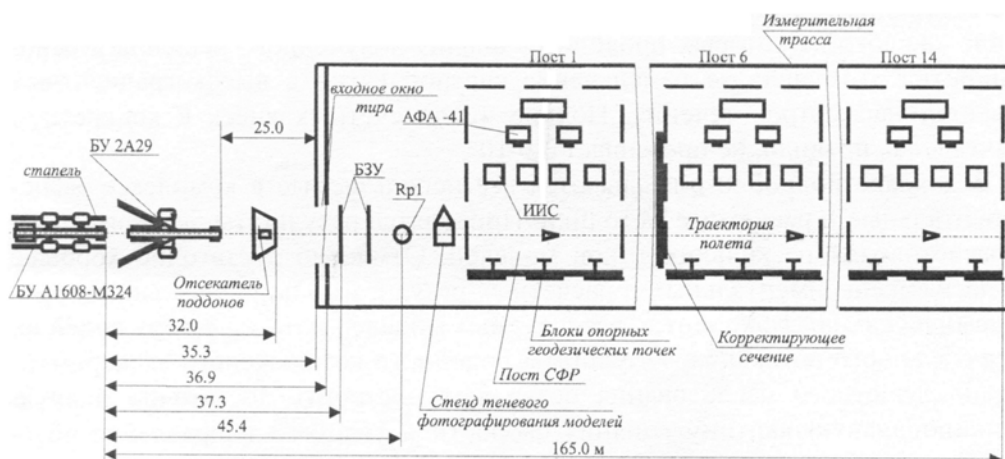 Измерительная
трасса
Пост 1
Пост 6
Пост 14
входное окно
тира
АФА -41
25.0
БУ 2А29
стапель
БЗУ
Rp1
ИИС
Траектория
полета
БУ А1608-М324
Отсекатель
поддонов
32.0
Блоки опорных
геодезических точек
Корректирующее
сечение
35.3
Пост СФР
36.9
37.3
Стенд теневого
фотографирования моделей
45.4
165.0 м